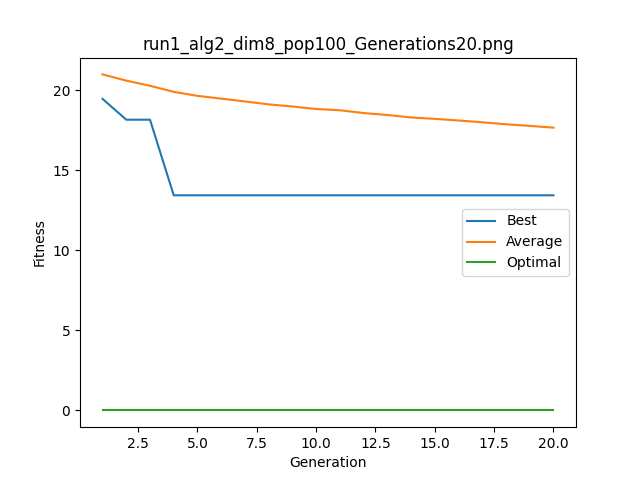 run1_alg2_dim8_pop100_Generations20.png
Fitness
20
15
10
5
0
Best
Average
Optimal
2.5 5.0 7.5 10.0 12.5 15.0 17.5 20.0
Generation